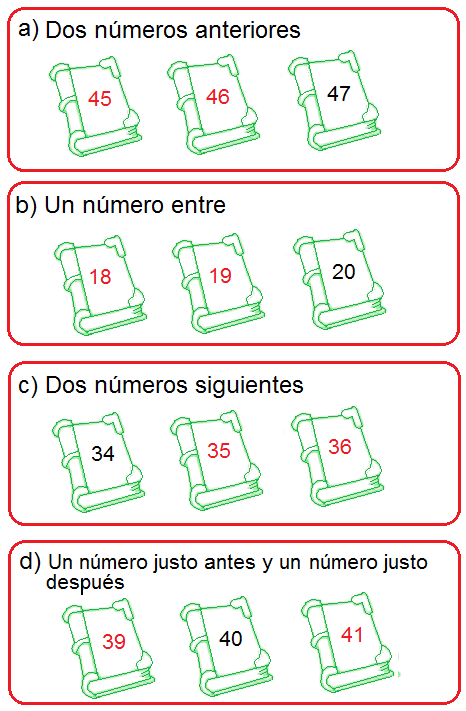 a) Dos números anteriores
45 46 47
b) Un número entre
18 19 20
c) Dos números siguientes
34 35 36
d) Un número justo antes y un número justo
después
39 40 41